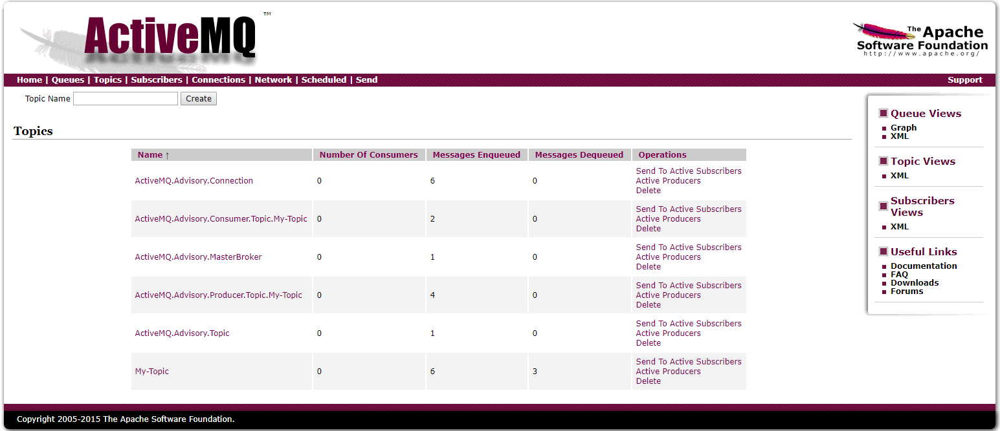 ActiveMQ ™
The Apache
Software Foundation
http://www.apache.org/
Home | Queues | Topics | Subscribers | Connections | Network | Scheduled | Send
Support
Topic Name
Create
Topics
Name ↑ Number Of Consumers Messages Enqueued Messages Dequeued Operations
ActiveMQ.Advisory.Connection 0 6 0 Send To Active Subscribers
Active Producers
Delete
ActiveMQ.Advisory.Consumer.Topic.My-Topic 0 2 0 Send To Active Subscribers
Active Producers
Delete
ActiveMQ.Advisory.MasterBroker 0 1 0 Send To Active Subscribers
Active Producers
Delete
ActiveMQ.Advisory.Producer.Topic.My-Topic 0 4 0 Send To Active Subscribers
Active Producers
Delete
ActiveMQ.Advisory.Topic 0 1 0 Send To Active Subscribers
Active Producers
Delete
My-Topic 0 6 3 Send To Active Subscribers
Active Producers
Delete
Queue Views
Graph
XML
Topic Views
XML
Subscribers
Views
XML
Useful Links
Documentation
FAQ
Downloads
Forums
Copyright 2005-2015 The Apache Software Foundation.